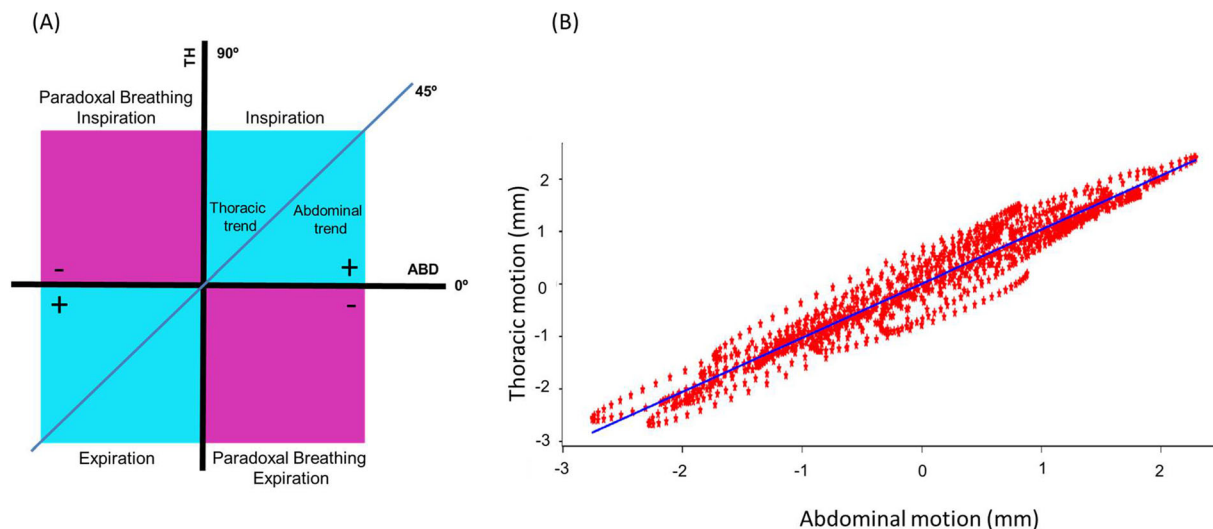 (A)
TH
90º
45º
Paradoxal Breathing
Inspiration
Inspiration
Thoracic
trend
Abdominal
trend
-
+
ABD
0º
+
-
Expiration
Paradoxal Breathing
Expiration
(B)
Thoracic motion (mm)
2
1
0
-1
-2
-3
-3
-2
-1
0
1
2
Abdominal motion (mm)